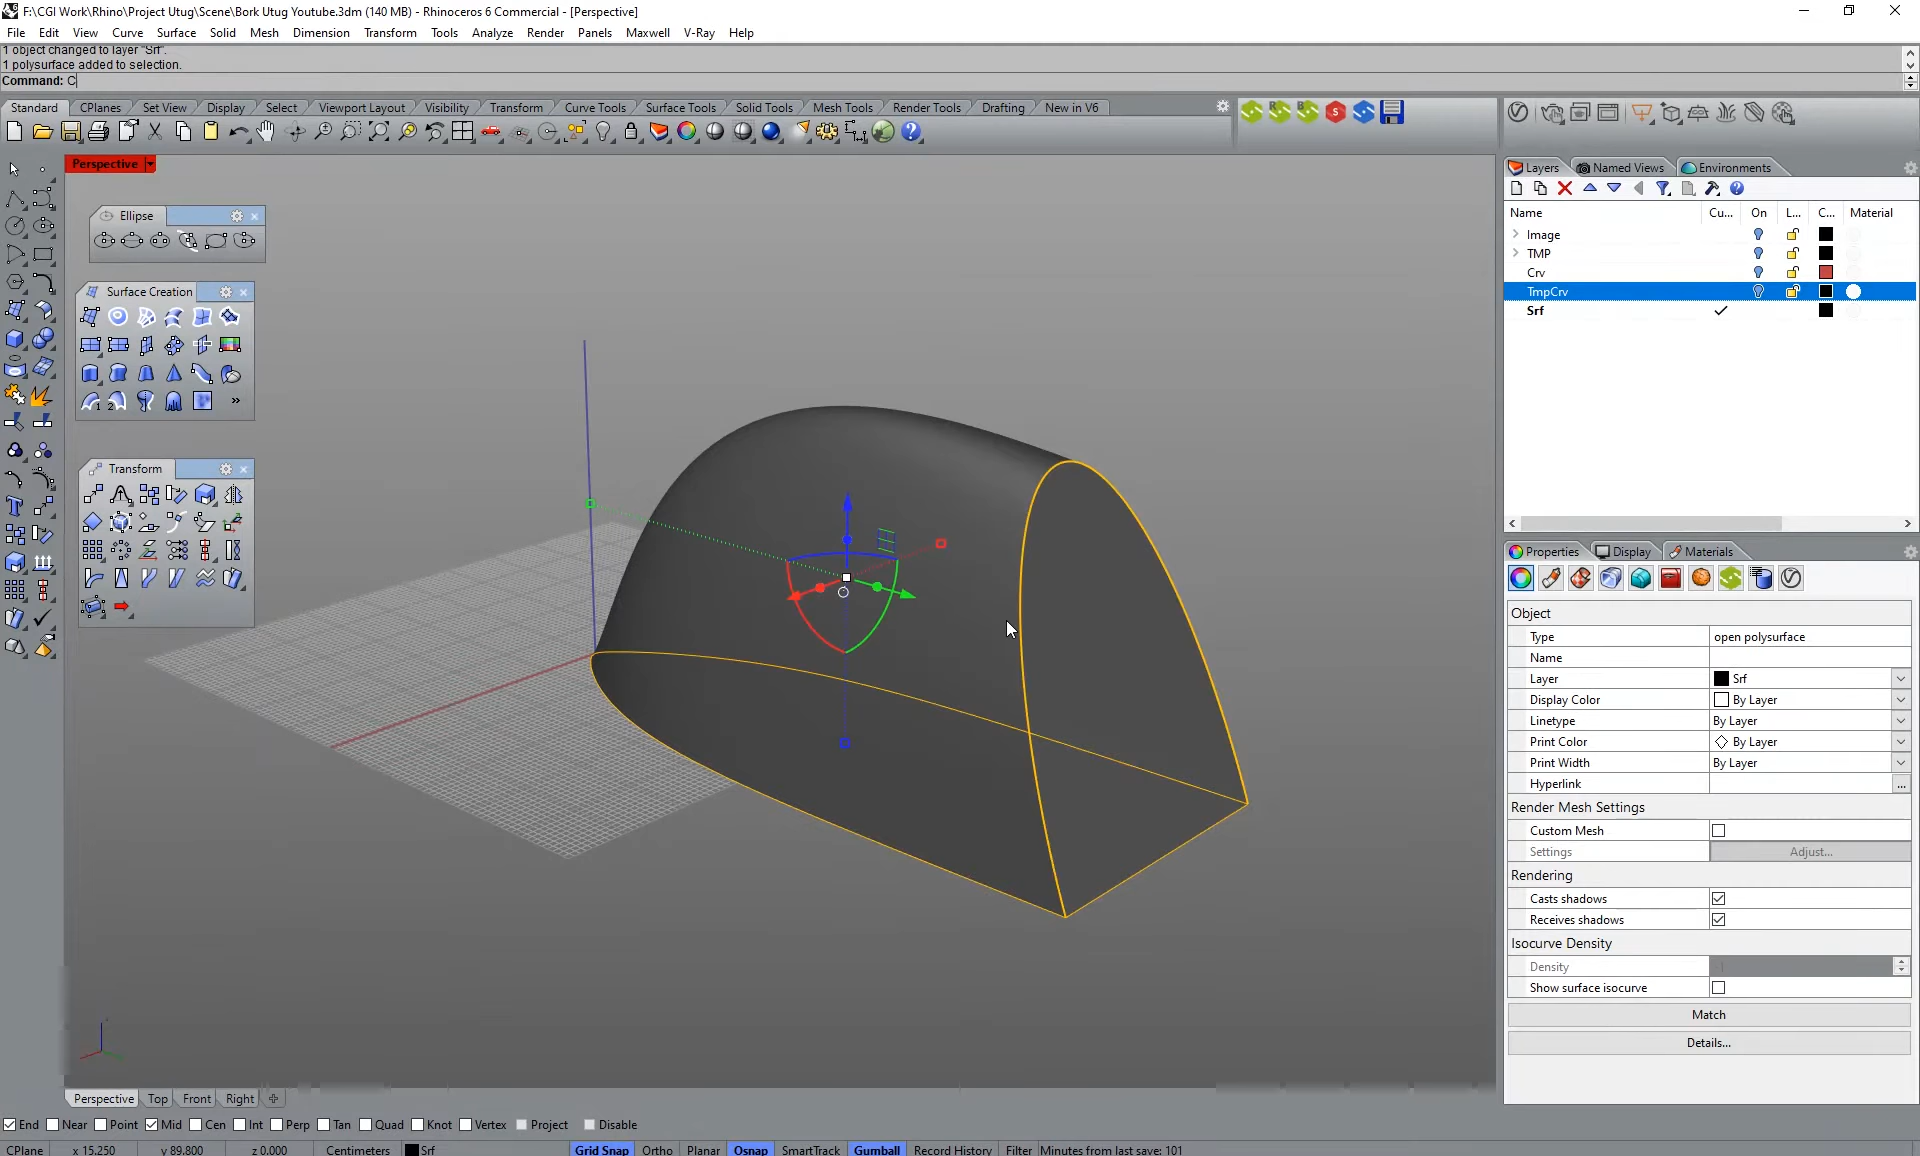 F:\CGI Work\Rhino\Project Utug\Scene\Bork Utug Youtube.3dm (140 MB) - Rhinoceros 6 Commercial - [Perspective]
File Edit View Curve Surface Solid Mesh Dimension Transform Tools Analyze Render Panels Maxwell V-Ray Help
1 object changed to layer "Srf".
1 polysurface added to selection.
Command: C
Standard CPlanes Set View Display Select Viewport Layout Visibility Transform Curve Tools Surface Tools Solid Tools Mesh Tools Render Tools Drafting New in V6
Perspective
Layers Named Views Environments
Ellipse
Name Cu... On L... C... Material
Image
TMP
Crv
TmpCrv
Srf
Surface Creation
Transform
Properties Display Materials
Object
Type open polysurface
Name
Layer Srf
Display Color By Layer
Linetype By Layer
Print Color By Layer
Print Width By Layer
Hyperlink ...
Render Mesh Settings
Custom Mesh
Settings Adjust...
Rendering
Casts shadows
Receives shadows
Isocurve Density
Density 1
Show surface isocurve
Match
Details...
Perspective Top Front Right
End Near Point Mid Cen Int Perp Tan Quad Knot Vertex Project Disable
CPlane x 15.250 y 89.800 z 0.000 Centimeters Srf Grid Snap Ortho Planar Osnap SmartTrack Gumball Record History Filter Minutes from last save: 101